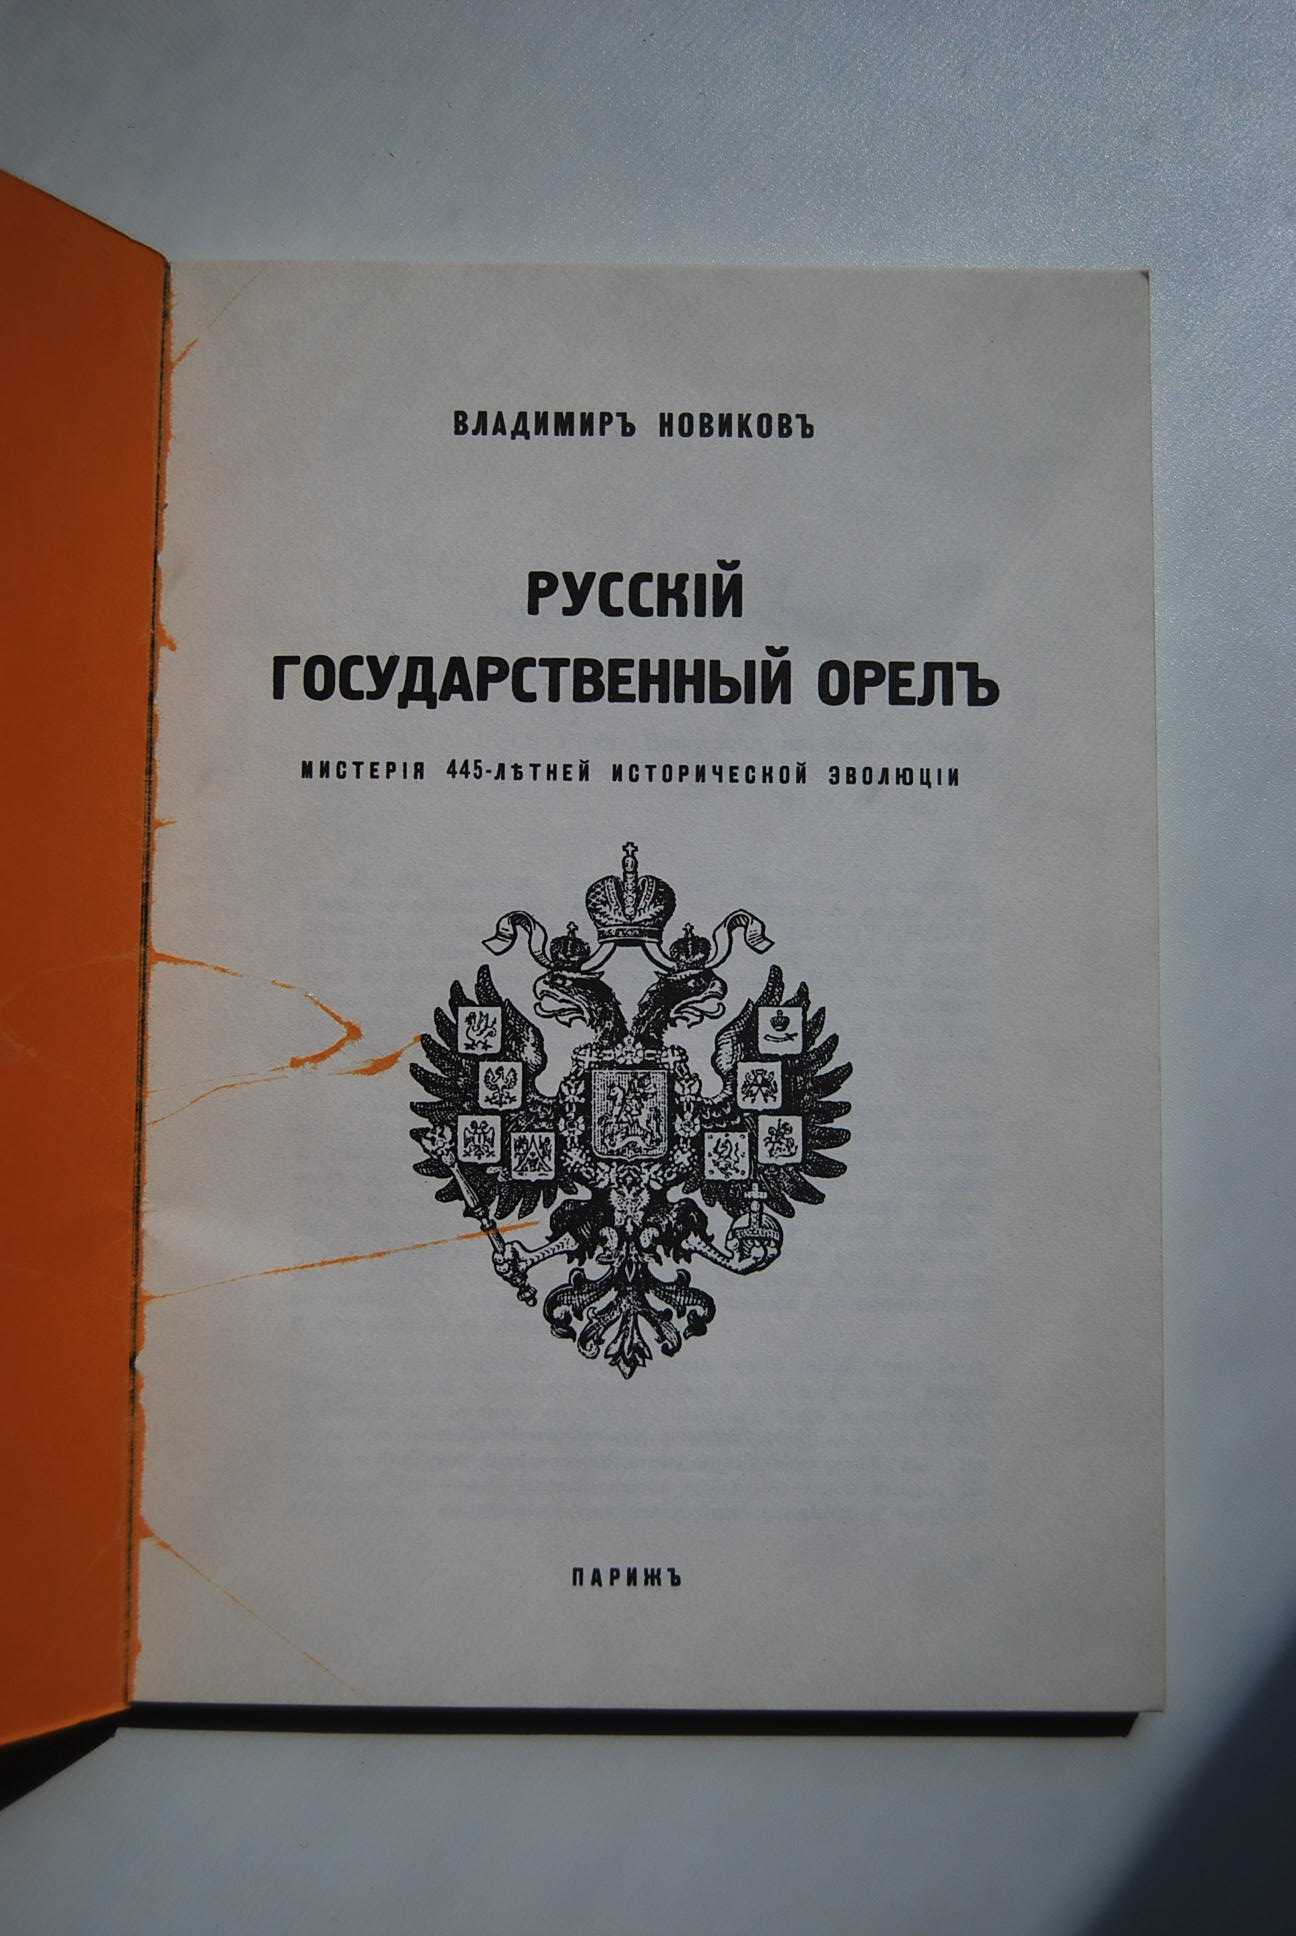 ВЛАДИМИРЪ НОВИКОВЪ
РУССКІЙ
ГОСУДАРСТВЕННЫЙ ОРЕЛЪ
МИСТЕРІЯ 445-ЛѢТНЕЙ ИСТОРИЧЕСКОЙ ЭВОЛЮЦІИ
ПАРИЖЪ